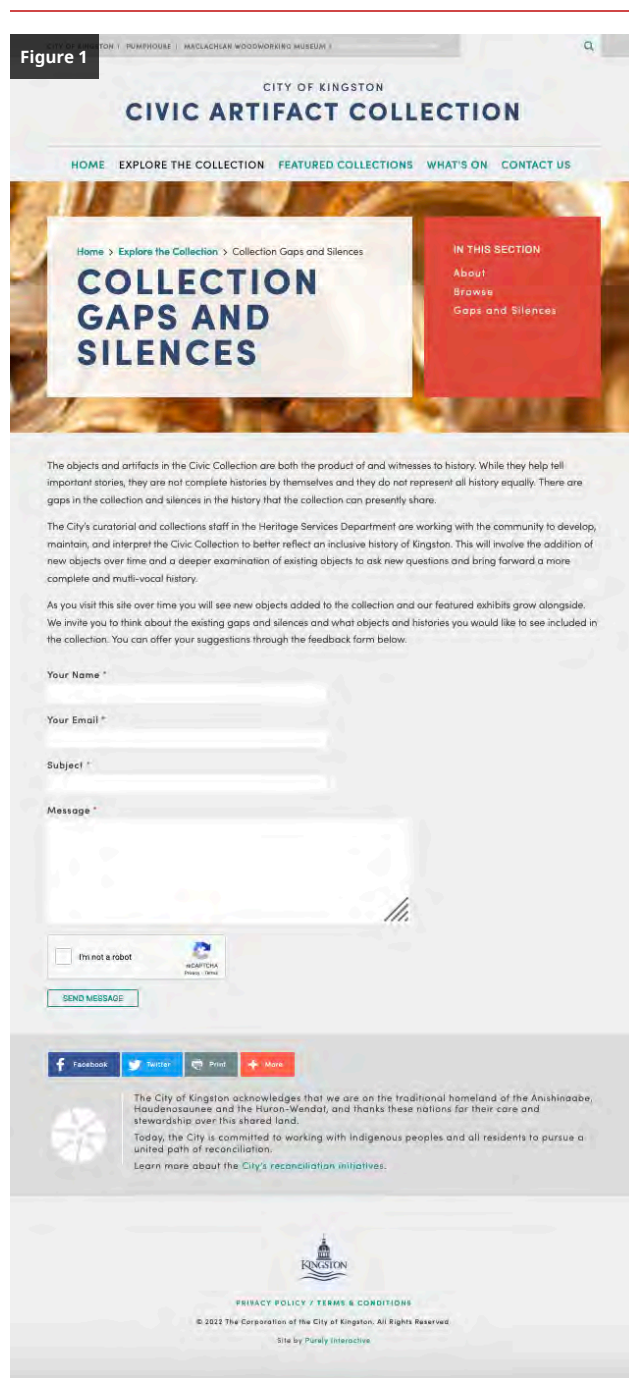 Figure 1
TON | PUMPHOUSE | MACLACHLAN WOODWORKING MUSEUM |
CITY OF KINGSTON
CIVIC ARTIFACT COLLECTION
HOME EXPLORE THE COLLECTION FEATURED COLLECTIONS WHAT'S ON CONTACT US
Home > Explore the Collection > Collection Gaps and Silences
COLLECTION
GAPS AND
SILENCES
IN THIS SECTION
About
Browse
Gaps and Silences
The objects and artifacts in the Civic Collection are both the product of and witnesses to history. While they help tell
important stories, they are not complete histories by themselves and they do not represent all history equally. There are
gaps in the collection and silences in the history that the collection can presently share.
The City's curatorial and collections staff in the Heritage Services Department are working with the community to develop,
maintain, and interpret the Civic Collection to better reflect an inclusive history of Kingston. This will involve the addition of
new objects over time and a deeper examination of existing objects to ask new questions and bring forward a more
complete and mutli-vocal history.
As you visit this site over time you will see new objects added to the collection and our featured exhibits grow alongside.
We invite you to think about the existing gaps and silences and what objects and histories you would like to see included in
the collection. You can offer your suggestions through the feedback form below.
Your Name *
Your Email *
Subject *
Message *
I'm not a robot
reCAPTCHA
Privacy - Terms
SEND MESSAGE
Facebook Twitter Print More
The City of Kingston acknowledges that we are on the traditional homeland of the Anishinaabe,
Haudenosaunee and the Huron-Wendat, and thanks these nations for their care and
stewardship over this shared land.
Today, the City is committed to working with Indigenous peoples and all residents to pursue a
united path of reconciliation.
Learn more about the City's reconciliation initiatives.
KINGSTON
PRIVACY POLICY / TERMS & CONDITIONS
© 2022 The Corporation of the City of Kingston. All Rights Reserved
Site by Purely Interactive